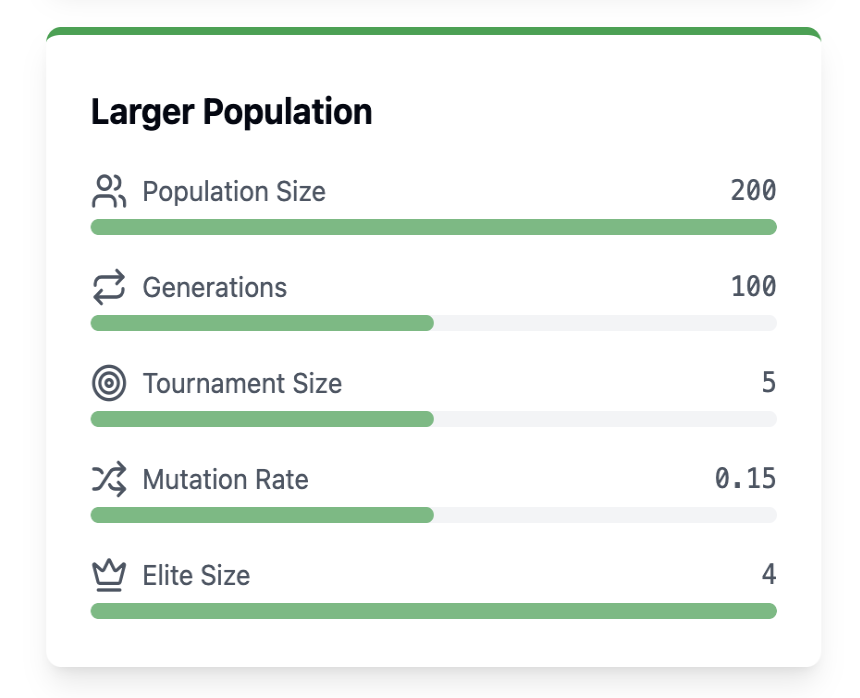 Larger Population
Population Size 200
Generations 100
Tournament Size 5
Mutation Rate 0.15
Elite Size 4